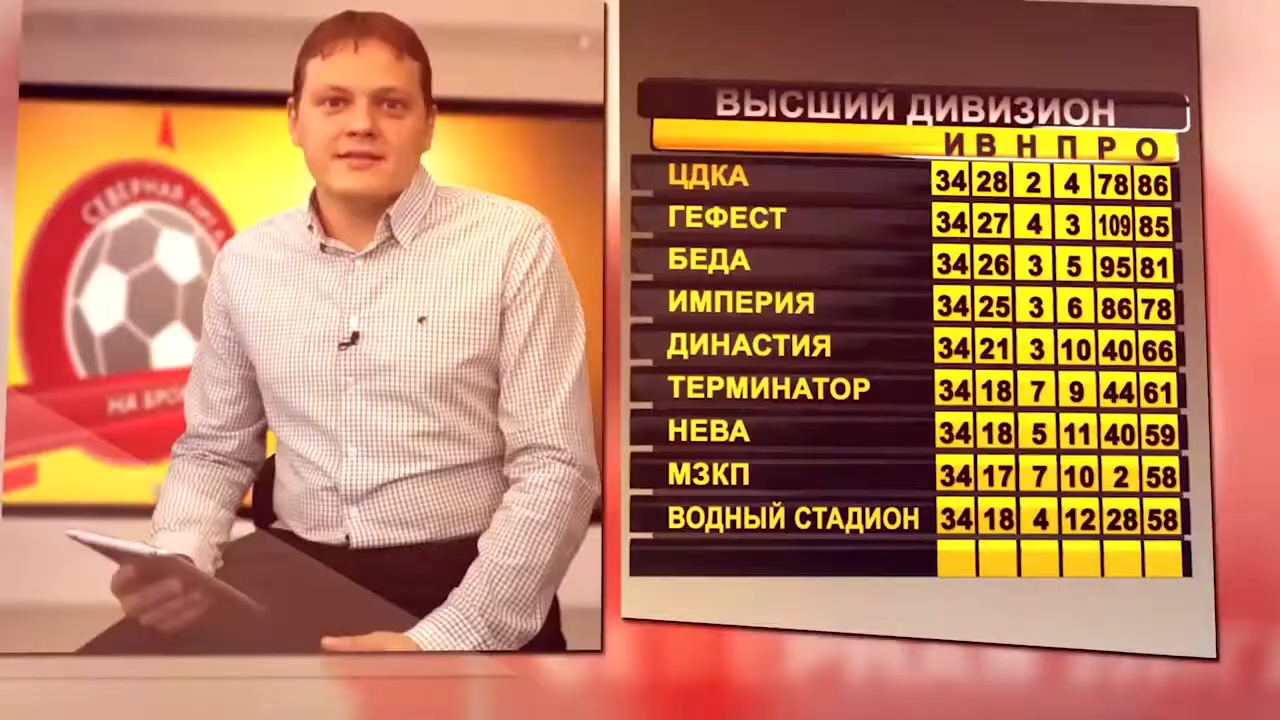 СЕВЕРНАЯ ЛИГА
ВЫСШИЙ ДИВИЗИОН
И В Н П Р О
ЦДКА 34 28 2 4 78 86
ГЕФЕСТ 34 27 4 3 109 85
БЕДА 34 26 3 5 95 81
ИМПЕРИЯ 34 25 3 6 86 78
ДИНАСТИЯ 34 21 3 10 40 66
ТЕРМИНАТОР 34 18 7 9 44 61
НЕВА 34 18 5 11 40 59
МЗКП 34 17 7 10 2 58
ВОДНЫЙ СТАДИОН 34 18 4 12 28 58